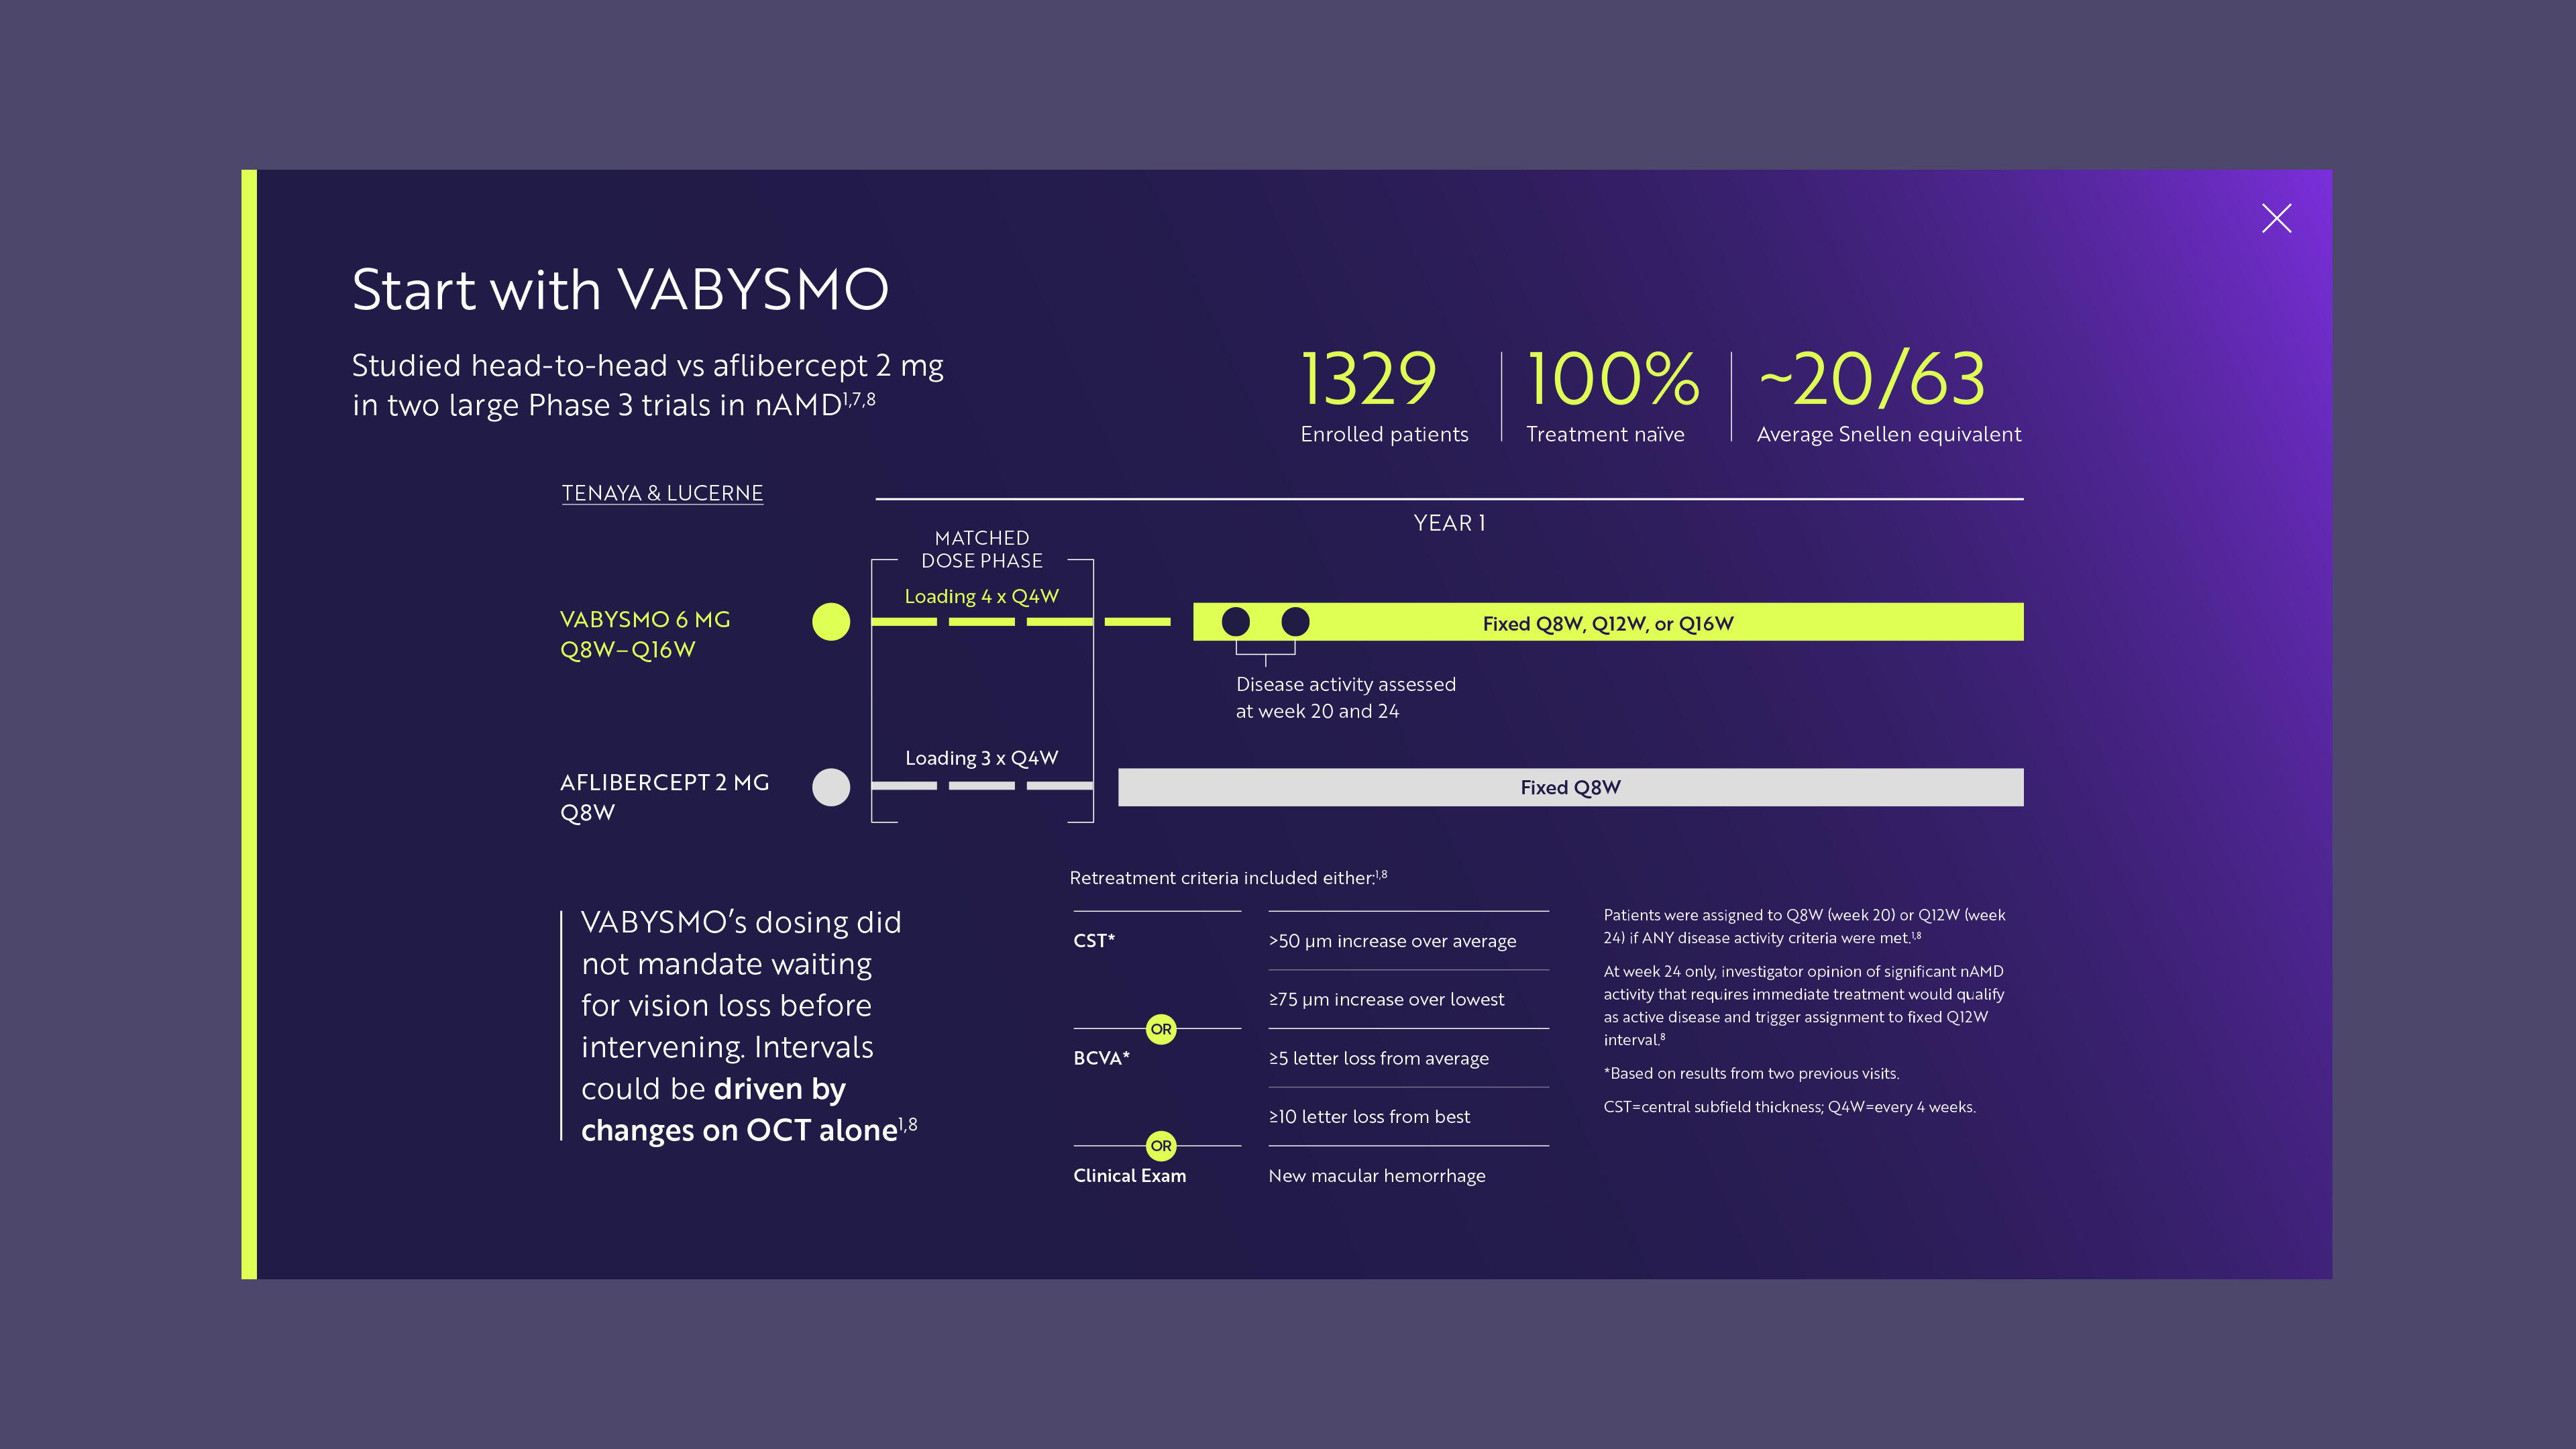 Start with VABYSMO
Studied head-to-head vs aflibercept 2 mg
in two large Phase 3 trials in nAMD1,7,8
1329
Enrolled patients
100%
Treatment naïve
~20/63
Average Snellen equivalent
TENAYA & LUCERNE
YEAR 1
MATCHED
DOSE PHASE
Loading 4 x Q4W
VABYSMO 6 MG
Q8W–Q16W
Fixed Q8W, Q12W, or Q16W
Disease activity assessed
at week 20 and 24
Loading 3 x Q4W
AFLIBERCEPT 2 MG
Q8W
Fixed Q8W
VABYSMO’s dosing did
not mandate waiting
for vision loss before
intervening. Intervals
could be driven by
changes on OCT alone1,8
Retreatment criteria included either:1,8
CST*
>50 µm increase over average
≥75 µm increase over lowest
OR
BCVA*
≥5 letter loss from average
≥10 letter loss from best
OR
Clinical Exam
New macular hemorrhage
Patients were assigned to Q8W (week 20) or Q12W (week
24) if ANY disease activity criteria were met.1,8
At week 24 only, investigator opinion of significant nAMD
activity that requires immediate treatment would qualify
as active disease and trigger assignment to fixed Q12W
interval.8
*Based on results from two previous visits.
CST=central subfield thickness; Q4W=every 4 weeks.